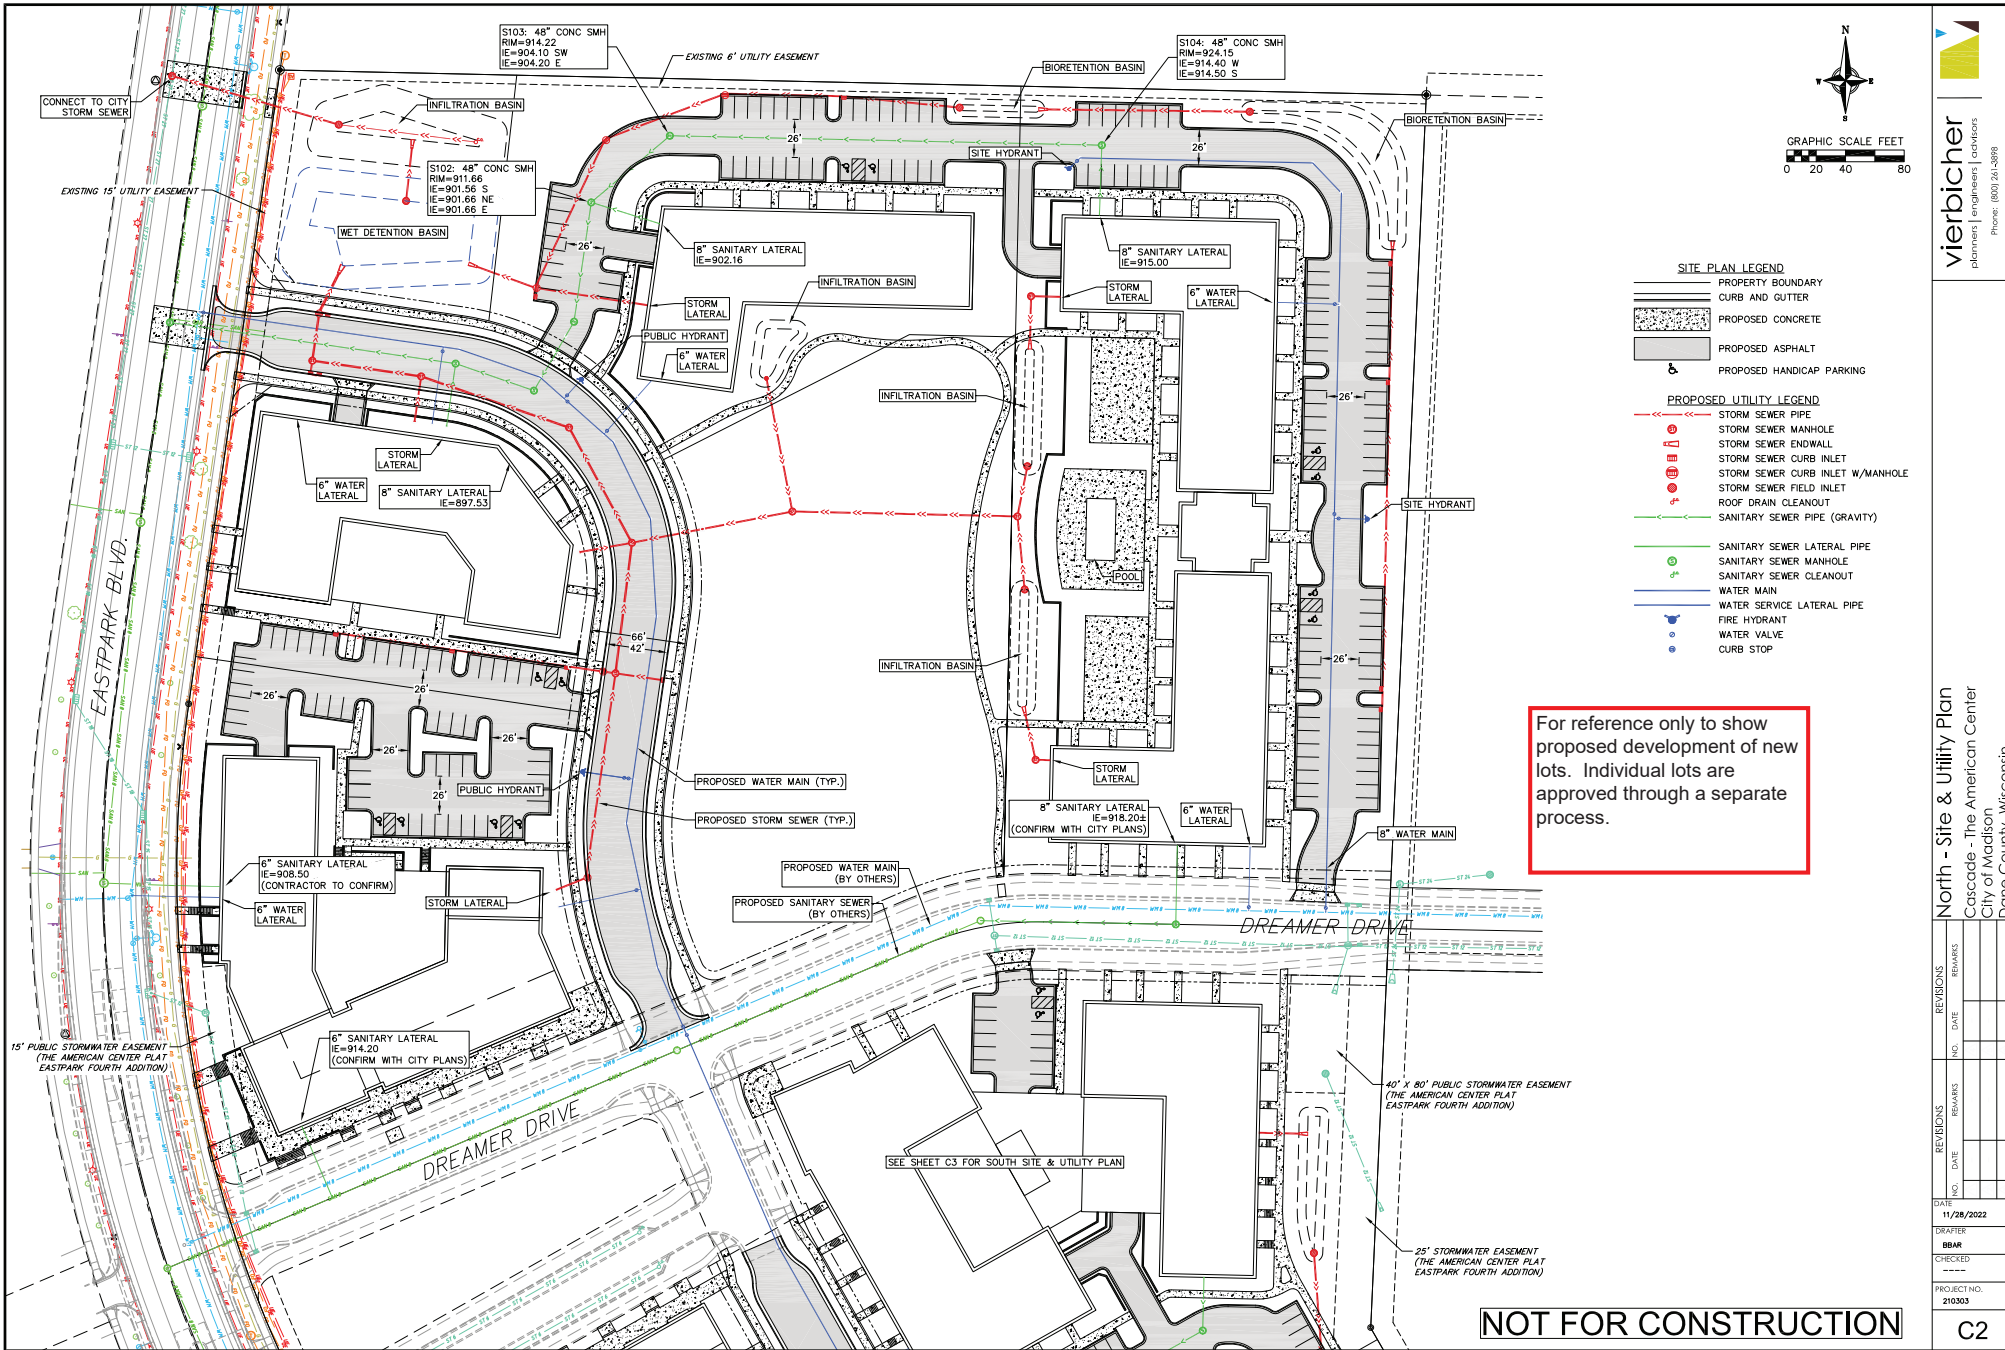 S103: 48" CONC SMH
RIM=914.22
IE=904.10 SW
IE=904.20 E
EXISTING 6' UTILITY EASEMENT
S104: 48" CONC SMH
RIM=924.15
IE=914.40 W
IE=914.50 S
BIORETENTION BASIN
CONNECT TO CITY
STORM SEWER
INFILTRATION BASIN
BIORETENTION BASIN
SITE HYDRANT
26'
26'
S102: 48" CONC SMH
RIM=911.66
IE=901.56 S
IE=901.66 NE
IE=901.66 E
EXISTING 15' UTILITY EASEMENT
WET DETENTION BASIN
26'
8" SANITARY LATERAL
IE=902.16
8" SANITARY LATERAL
IE=915.00
INFILTRATION BASIN
STORM
LATERAL
STORM
LATERAL
6" WATER
LATERAL
PUBLIC HYDRANT
6" WATER
LATERAL
INFILTRATION BASIN
26'
STORM
LATERAL
6" WATER
LATERAL
8" SANITARY LATERAL
IE=897.53
SITE HYDRANT
EASTPARK BLVD.
POOL
66'
42'
INFILTRATION BASIN
26'
26'
26'
26'
26'
26'
PUBLIC HYDRANT
PROPOSED WATER MAIN (TYP.)
PROPOSED STORM SEWER (TYP.)
STORM
LATERAL
8" SANITARY LATERAL
IE=918.20±
(CONFIRM WITH CITY PLANS)
6" WATER
LATERAL
8" WATER MAIN
6" SANITARY LATERAL
IE=908.50
(CONTRACTOR TO CONFIRM)
6" WATER
LATERAL
STORM LATERAL
PROPOSED WATER MAIN
(BY OTHERS)
PROPOSED SANITARY SEWER
(BY OTHERS)
DREAMER DRIVE
15' PUBLIC STORMWATER EASEMENT
(THE AMERICAN CENTER PLAT
EASTPARK FOURTH ADDITION)
6" SANITARY LATERAL
IE=914.20
(CONFIRM WITH CITY PLANS)
DREAMER DRIVE
40' X 80' PUBLIC STORMWATER EASEMENT
(THE AMERICAN CENTER PLAT
EASTPARK FOURTH ADDITION)
SEE SHEET C3 FOR SOUTH SITE & UTILITY PLAN
25' STORMWATER EASEMENT
(THE AMERICAN CENTER PLAT
EASTPARK FOURTH ADDITION)
N
W E
S
GRAPHIC SCALE FEET
0 20 40 80
SITE PLAN LEGEND
PROPERTY BOUNDARY
CURB AND GUTTER
PROPOSED CONCRETE
PROPOSED ASPHALT
PROPOSED HANDICAP PARKING
PROPOSED UTILITY LEGEND
STORM SEWER PIPE
STORM SEWER MANHOLE
STORM SEWER ENDWALL
STORM SEWER CURB INLET
STORM SEWER CURB INLET W/MANHOLE
STORM SEWER FIELD INLET
ROOF DRAIN CLEANOUT
SANITARY SEWER PIPE (GRAVITY)
SANITARY SEWER LATERAL PIPE
SANITARY SEWER MANHOLE
SANITARY SEWER CLEANOUT
WATER MAIN
WATER SERVICE LATERAL PIPE
FIRE HYDRANT
WATER VALVE
CURB STOP
For reference only to show
proposed development of new
lots. Individual lots are
approved through a separate
process.
NOT FOR CONSTRUCTION
vierbicher
planners | engineers | advisors
Phone: (800) 261-3898
North - Site & Utility Plan
Cascade - The American Center
City of Madison
Dane County, Wisconsin
REVISIONS
NO. DATE REMARKS
REVISIONS
NO. DATE REMARKS
DATE
11/28/2022
DRAFTER
BBAR
CHECKED
----
PROJECT NO.
210303
C2